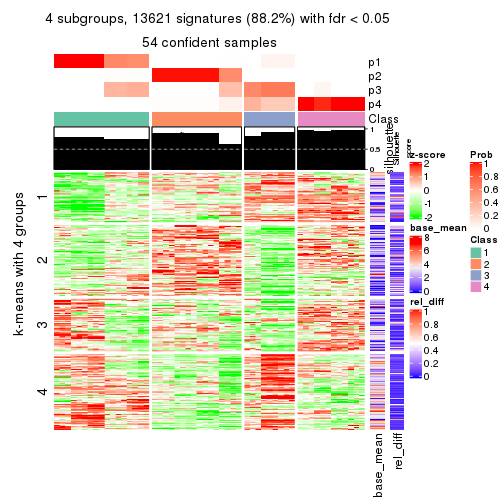 4 subgroups, 13621 signatures (88.2%) with fdr < 0.05
54 confident samples
p1
p2
p3
p4
Class
1
0.5
0
silhouette
Silhouette
score
k-means with 4 groups
1
2
3
4
base_mean
rel_diff
z-score
2
1
0
-1
-2
base_mean
8
6
4
2
0
rel_diff
1
0.8
0.6
0.4
0.2
0
Prob
1
0.8
0.6
0.4
0.2
0
Class
1
2
3
4